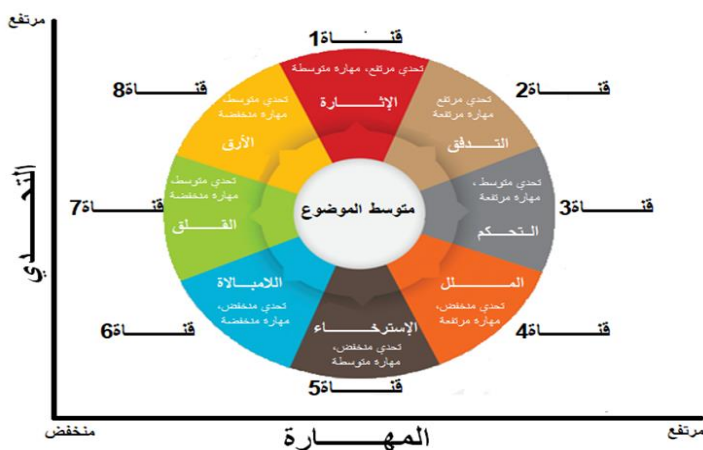 مرتفع
التحدي
قناة1
تحدي مرتفع، مهاره متوسطة
الإثارة
قناة2
تحدي مرتفع
مهاره مرتفعة
التدفق
قناة3
تحدي متوسط،
مهاره مرتفعة
التحكم
قناة4
الملل
تحدي منخفض،
مهاره مرتفعة
قناة5
الإسترخاء
تحدي منخفض،
مهاره متوسطة
قناة6
اللامبالاة
تحدي منخفض،
مهاره منخفضة
قناة7
تحدي متوسط،
مهاره منخفضة
القلق
قناة8
تحدي متوسط،
مهاره منخفضة
الأرق
متوسط الموضوع
منخفض
المهارة
مرتفع